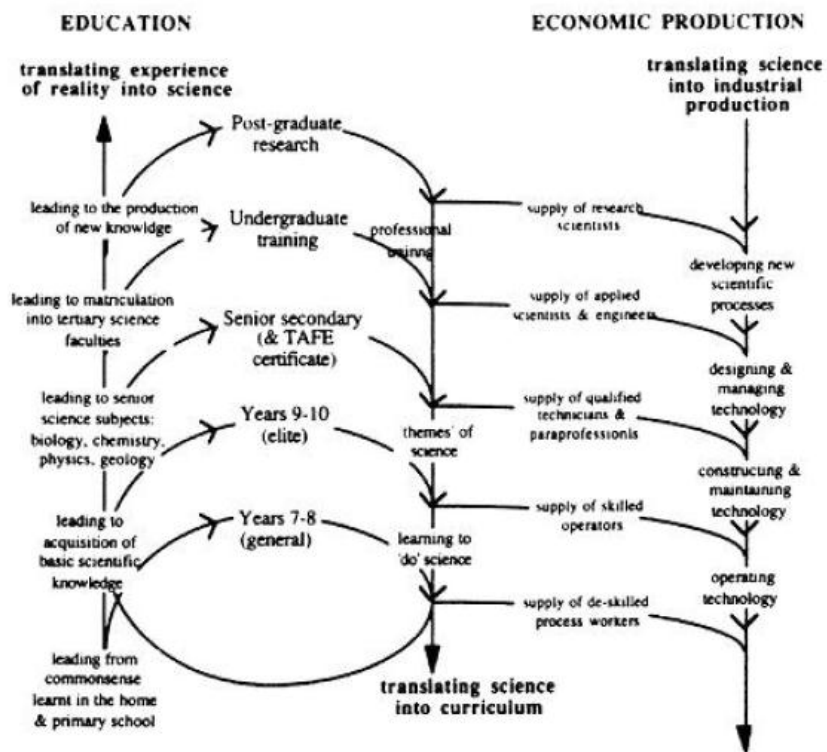 EDUCATION
ECONOMIC PRODUCTION
translating experience
of reality into science
translating science
into industrial
production
Post-graduate
research
leading to the production
of new knowldge
Undergraduate
training
professional
trainng
supply of research
scientists
developing new
scientific
processes
leading to matriculation
into tertiary science
faculties
Senior secondary
(& TAFE
certificate)
supply of applied
scientists & engineers
designing &
managing
technology
leading to senior
science subjects:
biology, chemistry,
physics, geology
Years 9-10
(elite)
themes' of
science
supply of qualified
technicians &
paraprofessionls
constructing &
maintaining
technology
leading to
acquisition of
basic scientific
knowledge
Years 7-8
(general)
learning to
'do' science
supply of skilled
operators
operating
technology
supply of de-skilled
process workers
leading from
commonsense
learnt in the home
& primary school
translating science
into curriculum